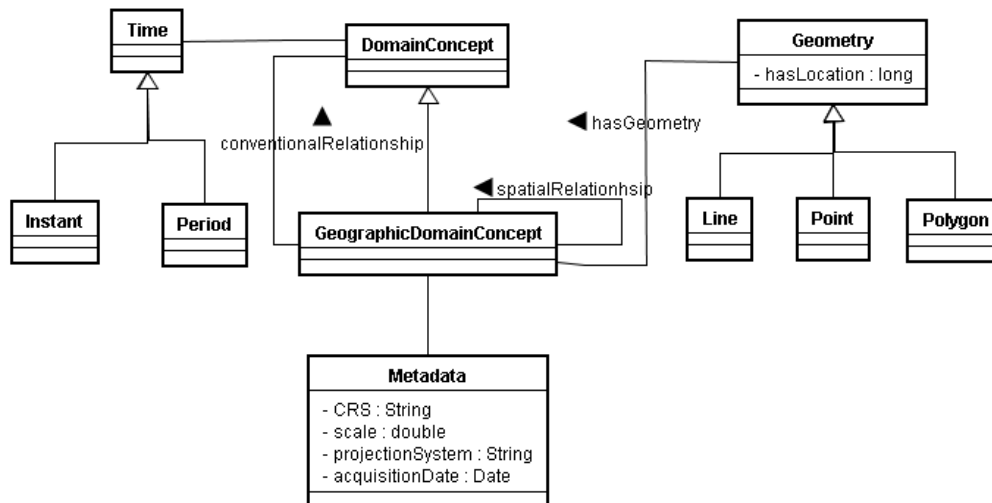 Time
DomainConcept
Geometry
- hasLocation : long
conventionalRelationship
hasGeometry
spatialRelationhsip
Instant
Period
GeographicDomainConcept
Line
Point
Polygon
Metadada
- CRS : String
- scale : double
- projectionSystem : String
- acquisitionDate : Date